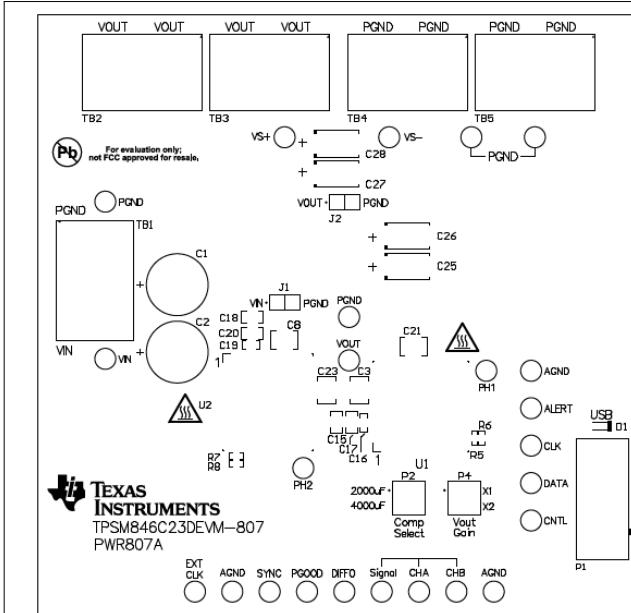 VOUT VOUT VOUT VOUT PGND PGND PGND PGND
TB2 TB3 TB4 TB5
VS+ VS-
PGND
Pb
For evaluation only;
not FCC approved for resale.
C28
C27
VOUT PGND
J2
PGND
PGND
TB1
C1
C26
C25
J1
VIN PGND
PGND
C18
C20
C19
C8
C2
C21
VIN
VIN
1
VOUT
PH1
AGND
C23 C3
U2
ALERT
USB
D1
R6
R5
CLK
C15
C17
C16
1
R7
R8
PH2
U1
P2 P4
DATA
2000uF
4000uF
X1
X2
CNTL
Comp
Select
Vout
Gain
P1
TEXAS
INSTRUMENTS
TPSM846C23DEVM-807
PWR807A
EXT
CLK
AGND SYNC PGOOD DIFFO Signal CHA CHB AGND